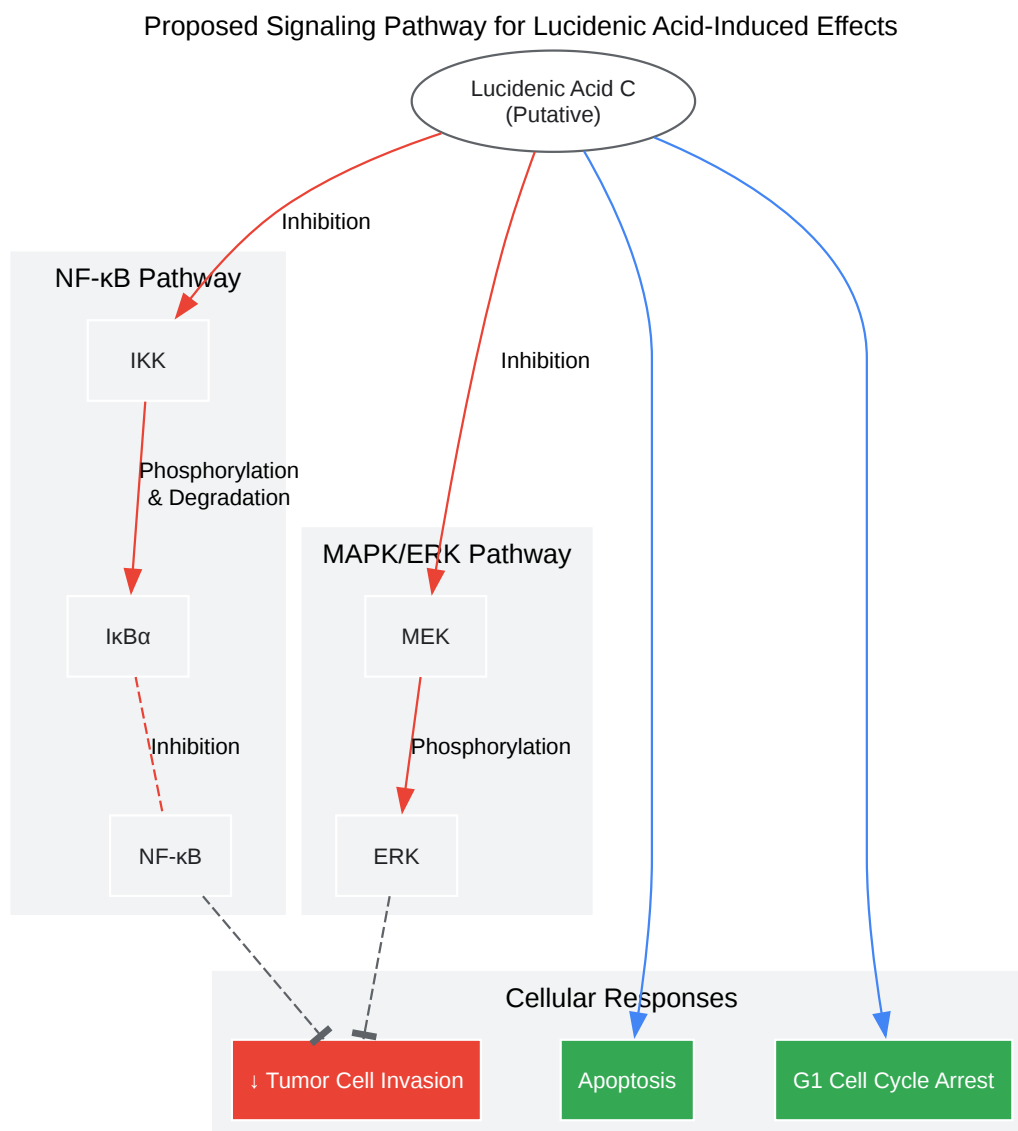 Proposed Signaling Pathway for Lucidenic Acid-Induced Effects
Lucidenic Acid C
(Putative)
Inhibition
NF-κB Pathway
IKK
Inhibition
Phosphorylation
& Degradation
MAPK/ERK Pathway
IκBα
MEK
Inhibition
Phosphorylation
NF-κB
ERK
Cellular Responses
↓ Tumor Cell Invasion
Apoptosis
G1 Cell Cycle Arrest